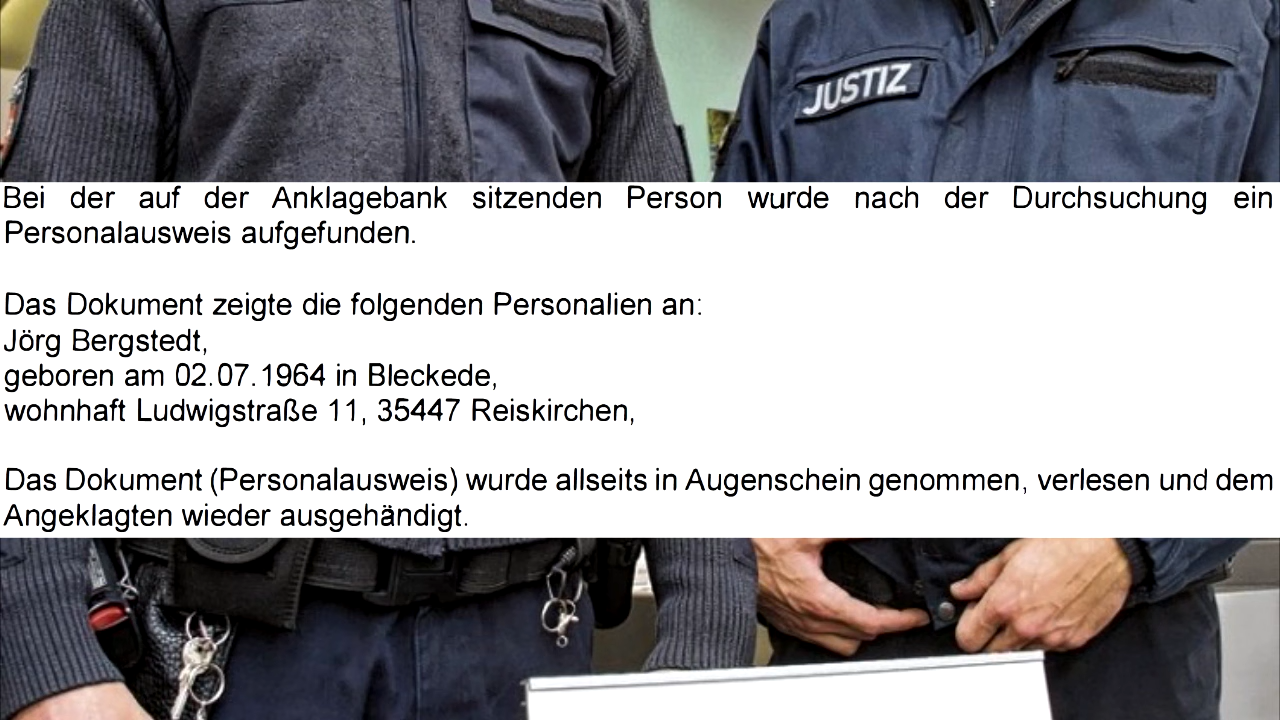 JUSTIZ
Bei der auf der Anklagebank sitzenden Person wurde nach der Durchsuchung ein
Personalausweis aufgefunden.
Das Dokument zeigte die folgenden Personalien an:
Jörg Bergstedt,
geboren am 02.07.1964 in Bleckede,
wohnhaft Ludwigstraße 11, 35447 Reiskirchen,
Das Dokument (Personalausweis) wurde allseits in Augenschein genommen, verlesen und dem
Angeklagten wieder ausgehändigt.